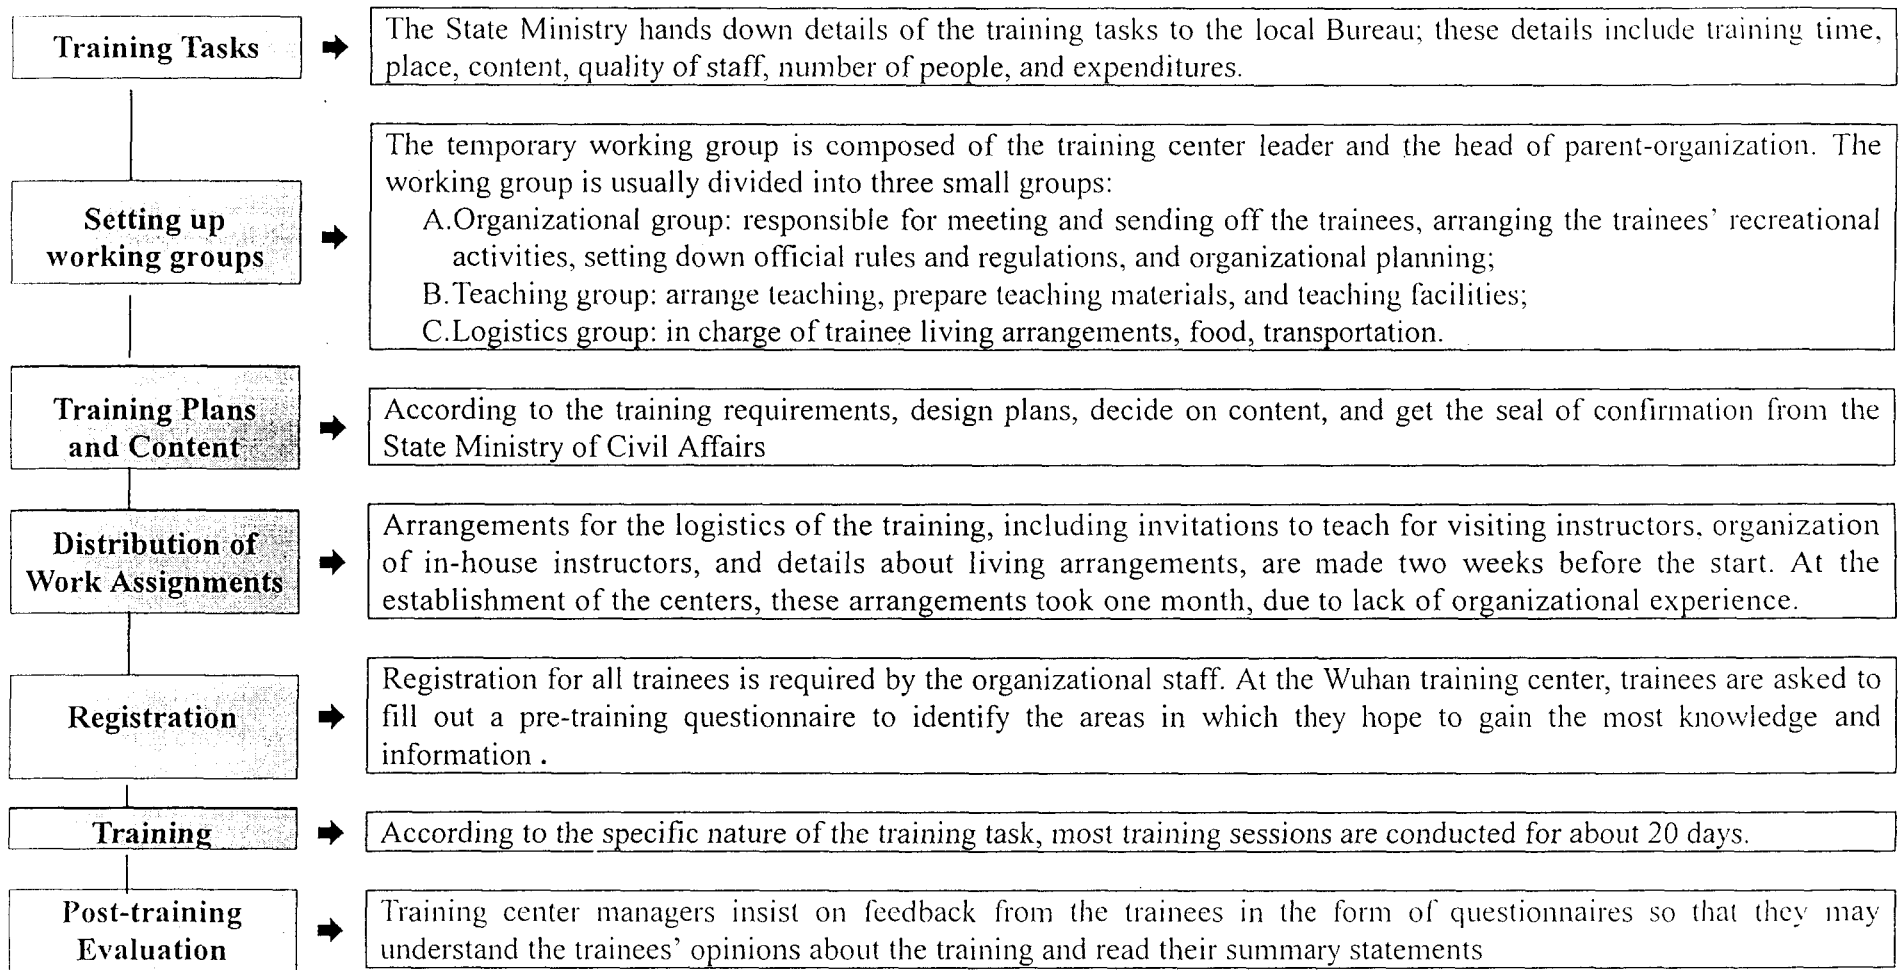 Training Tasks
The State Ministry hands down details of the training tasks to the local Bureau; these details include training time,
place, content, quality of staff, number of people, and expenditures.
Setting up
working groups
The temporary working group is composed of the training center leader and the head of parent-organization. The
working group is usually divided into three small groups:
A.Organizational group: responsible for meeting and sending off the trainees, arranging the trainees' recreational
activities, setting down official rules and regulations, and organizational planning;
B.Teaching group: arrange teaching, prepare teaching materials, and teaching facilities;
C.Logistics group: in charge of trainee living arrangements, food, transportation.
Training Plans
and Content
According to the training requirements, design plans, decide on content, and get the seal of confirmation from the
State Ministry of Civil Affairs
Distribution of
Work Assignments
Arrangements for the logistics of the training, including invitations to teach for visiting instructors, organization
of in-house instructors, and details about living arrangements, are made two weeks before the start. At the
establishment of the centers, these arrangements took one month, due to lack of organizational experience.
Registration
Registration for all trainees is required by the organizational staff. At the Wuhan training center, trainees are asked to
fill out a pre-training questionnaire to identify the areas in which they hope to gain the most knowledge and
information .
Training
According to the specific nature of the training task, most training sessions are conducted for about 20 days.
Post-training
Evaluation
Training center managers insist on feedback from the trainees in the form of questionnaires so that they may
understand the trainees' opinions about the training and read their summary statements